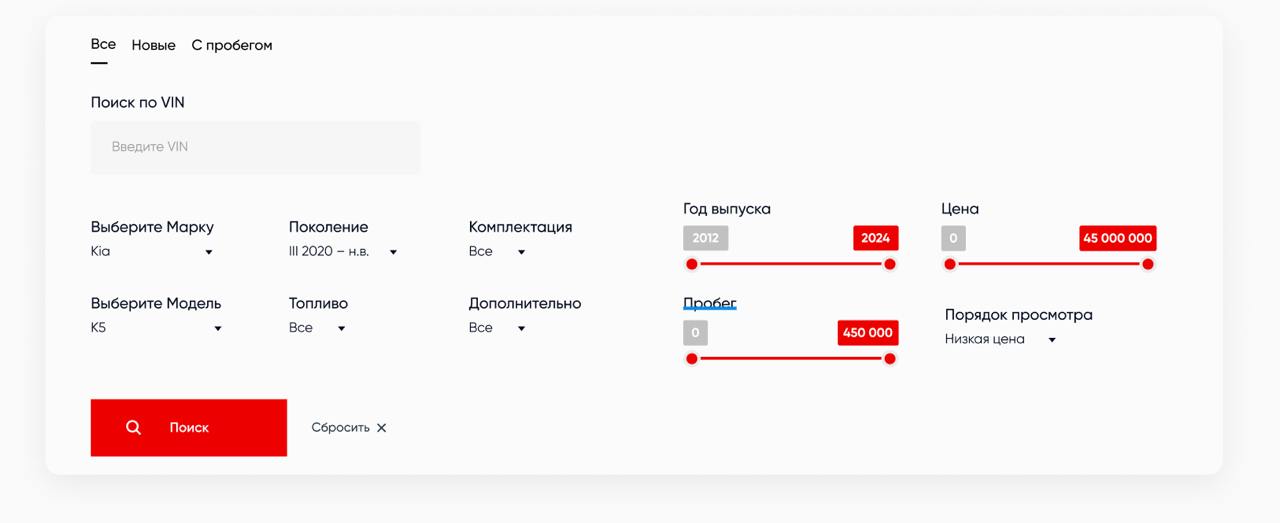 Все Новые С пробегом
Поиск по VIN
Введите VIN
Выберите Марку
Kia
Поколение
III 2020 – н.в.
Комплектация
Все
Год выпуска
2012 2024
Цена
0 45 000 000
Выберите Модель
K5
Топливо
Все
Дополнительно
Все
Пробег
0 450 000
Порядок просмотра
Низкая цена
Поиск
Сбросить